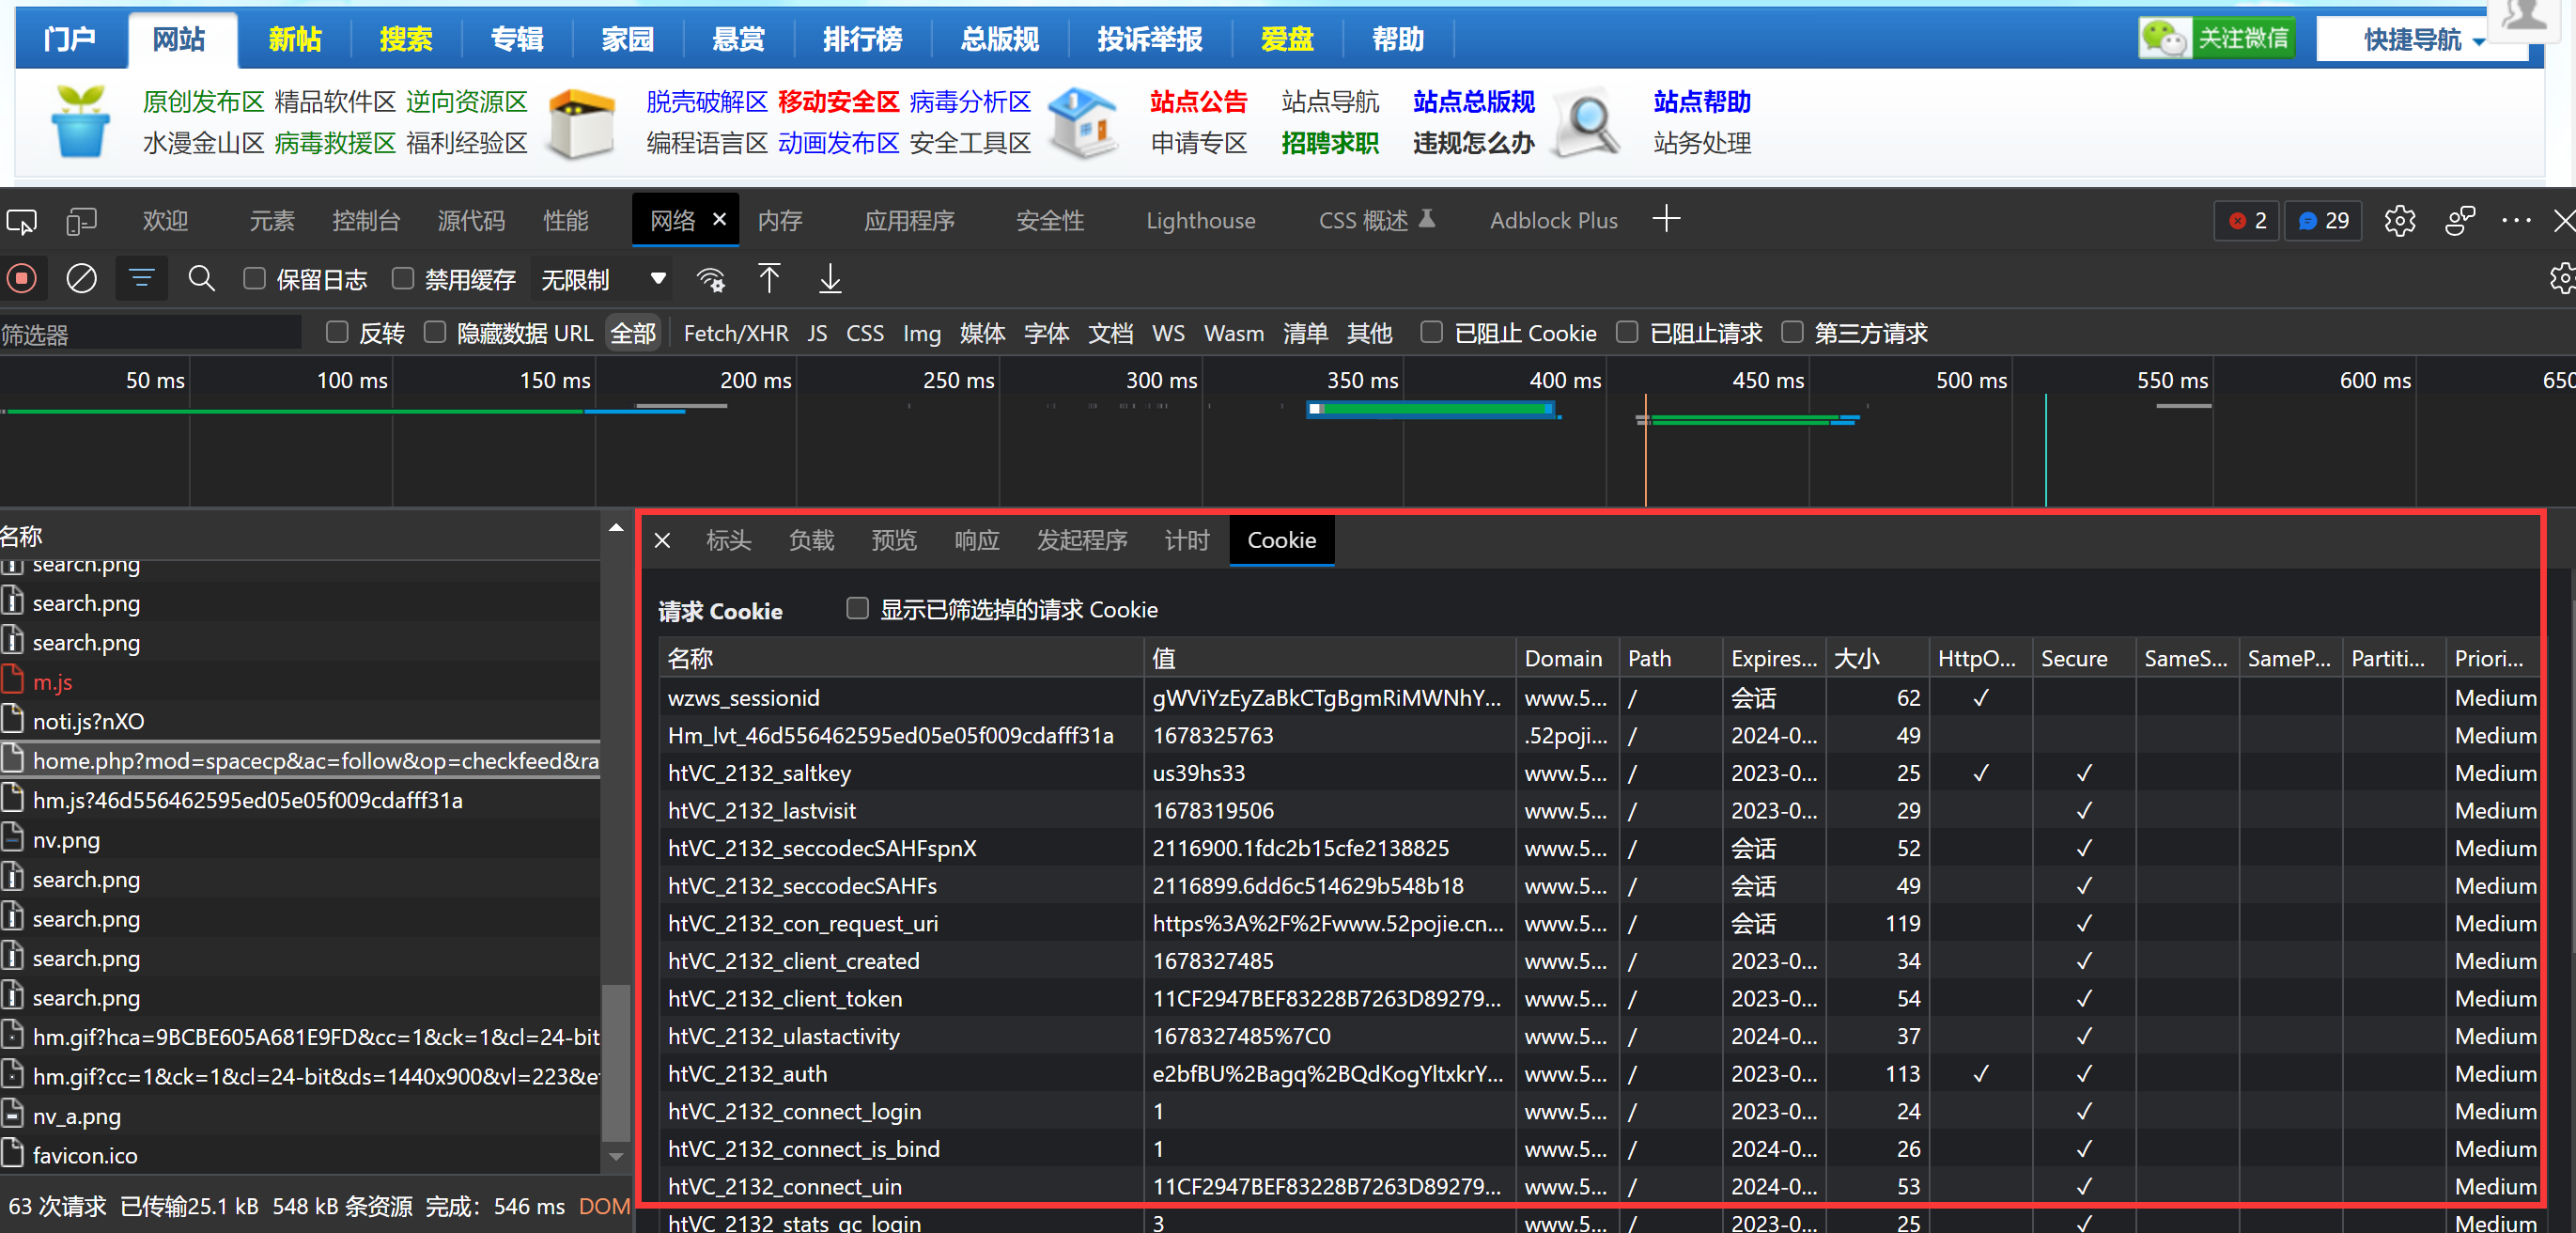 门户 网站 新帖 搜索 专辑 家园 悬赏 排行榜 总版规 投诉举报 爱盘 帮助 关注微信 快捷导航
原创发布区 精品软件区 逆向资源区 脱壳破解区 移动安全区 病毒分析区 站点公告 站点导航 站点总版规 站点帮助
水漫金山区 病毒救援区 福利经验区 编程语言区 动画发布区 安全工具区 申请专区 招聘求职 违规怎么办 站务处理
欢迎 元素 控制台 源代码 性能 网络 内存 应用程序 安全性 Lighthouse CSS 概述 Adblock Plus 2 29
保留日志 禁用缓存 无限制
筛选器 反转 隐藏数据 URL 全部 Fetch/XHR JS CSS Img 媒体 字体 文档 WS Wasm 清单 其他 已阻止 Cookie 已阻止请求 第三方请求
50 ms 100 ms 150 ms 200 ms 250 ms 300 ms 350 ms 400 ms 450 ms 500 ms 550 ms 600 ms 650
名称
search.png
search.png
search.png
m.js
noti.js?nXO
home.php?mod=spacecp&ac=follow&op=checkfeed&ra
hm.js?46d556462595ed05e05f009cdafff31a
nv.png
search.png
search.png
search.png
search.png
hm.gif?hca=9BCBE605A681E9FD&cc=1&ck=1&cl=24-bit
hm.gif?cc=1&ck=1&cl=24-bit&ds=1440x900&vl=223&e
nv_a.png
favicon.ico
63 次请求 已传输25.1 kB 548 kB 条资源 完成：546 ms DOM
标头 负载 预览 响应 发起程序 计时 Cookie
请求 Cookie 显示已筛选掉的请求 Cookie
名称 值 Domain Path Expires... 大小 HttpO... Secure SameS... SameP... Partiti... Priori...
wzws_sessionid gWViYzEyZaBkCTgBgmRiMWNhY... www.5... / 会话 62 ✓ Medium
Hm_lvt_46d556462595ed05e05f009cdafff31a 1678325763 .52poji... / 2024-0... 49 Medium
htVC_2132_saltkey us39hs33 www.5... / 2023-0... 25 ✓ ✓ Medium
htVC_2132_lastvisit 1678319506 www.5... / 2023-0... 29 ✓ Medium
htVC_2132_seccodecSAHFspnX 2116900.1fdc2b15cfe2138825 www.5... / 会话 52 ✓ Medium
htVC_2132_seccodecSAHFs 2116899.6dd6c514629b548b18 www.5... / 会话 49 ✓ Medium
htVC_2132_con_request_uri https%3A%2F%2Fwww.52pojie.cn... www.5... / 会话 119 ✓ Medium
htVC_2132_client_created 1678327485 www.5... / 2023-0... 34 ✓ Medium
htVC_2132_client_token 11CF2947BEF83228B7263D89279... www.5... / 2023-0... 54 ✓ Medium
htVC_2132_ulastactivity 1678327485%7C0 www.5... / 2024-0... 37 ✓ Medium
htVC_2132_auth e2bfBU%2Bagq%2BQdKogYltxkrY... www.5... / 2023-0... 113 ✓ ✓ Medium
htVC_2132_connect_login 1 www.5... / 2023-0... 24 ✓ Medium
htVC_2132_connect_is_bind 1 www.5... / 2024-0... 26 ✓ Medium
htVC_2132_connect_uin 11CF2947BEF83228B7263D89279... www.5... / 2024-0... 53 ✓ Medium
htVC_2132_stats_qc_login 3 www.5... / 2023-0... 25 ✓ Medium